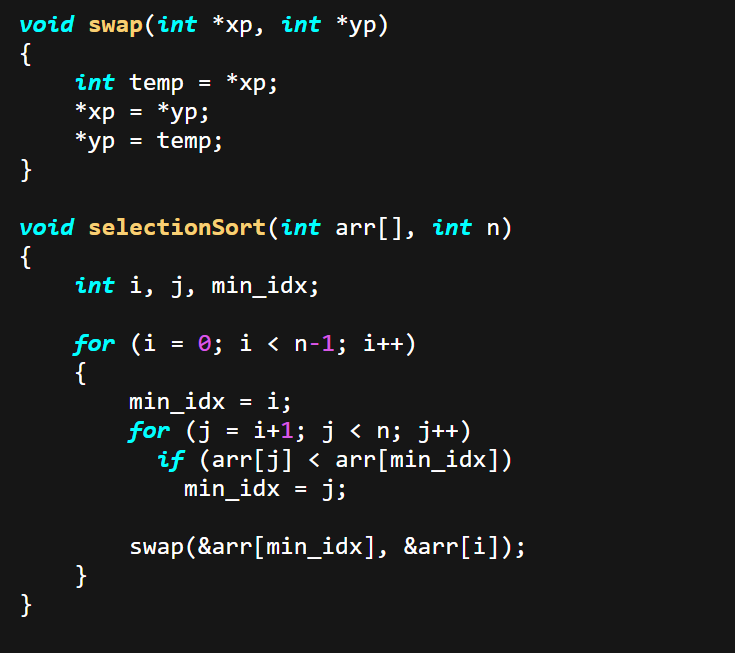 void swap(int *xp, int *yp)
{
    int temp = *xp;
    *xp = *yp;
    *yp = temp;
}

void selectionSort(int arr[], int n)
{
    int i, j, min_idx;

    for (i = 0; i < n-1; i++)
    {
        min_idx = i;
        for (j = i+1; j < n; j++)
          if (arr[j] < arr[min_idx])
            min_idx = j;

        swap(&arr[min_idx], &arr[i]);
    }
}